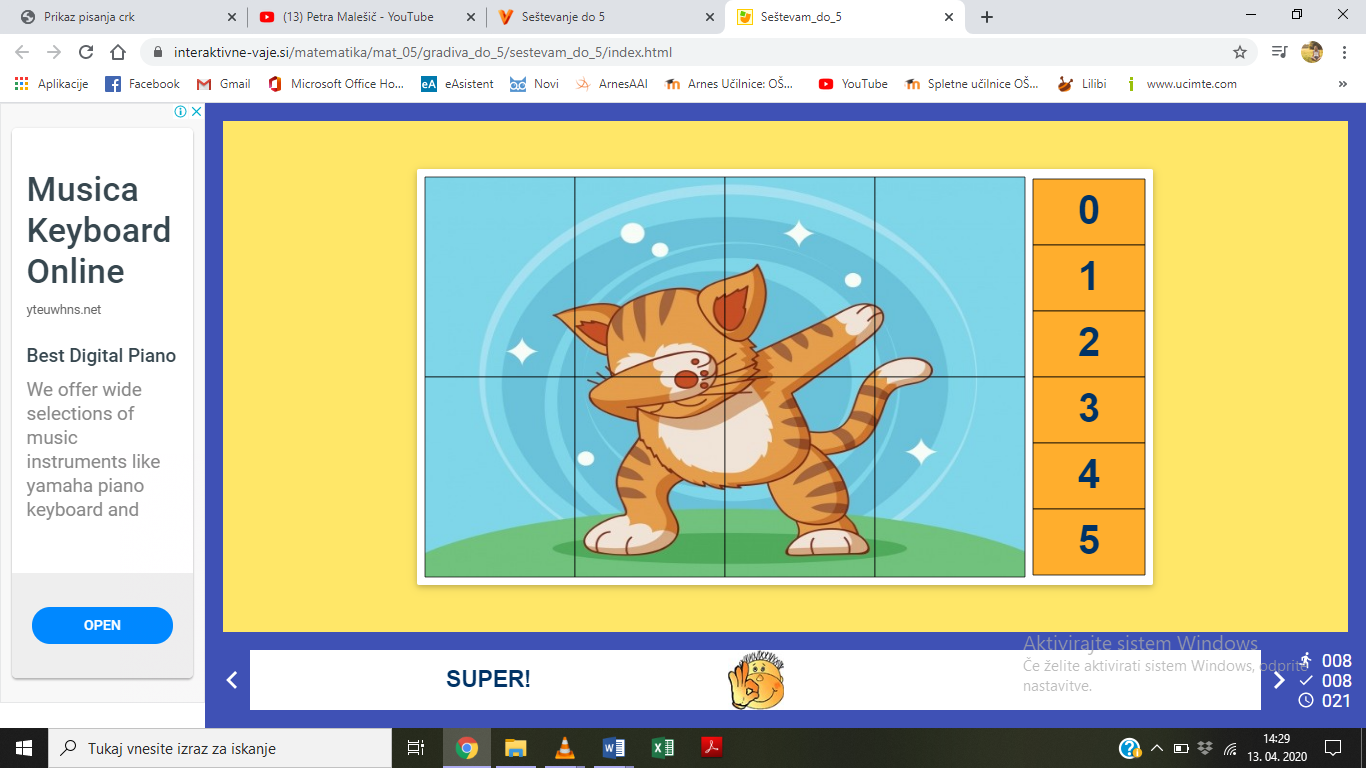 Prikaz pisanja crk
(13) Petra Malešič - YouTube
Seštevanje do 5
Seštevam_do_5
interaktivne-vaje.si/matematika/mat_05/gradiva_do_5/sestevam_do_5/index.html
Aplikacije
Facebook
Gmail
Microsoft Office Ho...
eA eAsistent
Novi
ArnesAAI
Arnes Učilnice: OŠ...
YouTube
Spletne učilnice OŠ...
Lilibi
www.ucimte.com
»
Musica
Keyboard
Online
yteuwhns.net
Best Digital Piano
We offer wide
selections of
music
instruments like
yamaha piano
keyboard and
OPEN
0
1
2
3
4
5
SUPER!
Aktivirajte sistem Windows
Če želite aktivirati sistem Windows, odprite
nastavitve.
008
008
021
Tukaj vnesite izraz za iskanje
14:29
13. 04. 2020